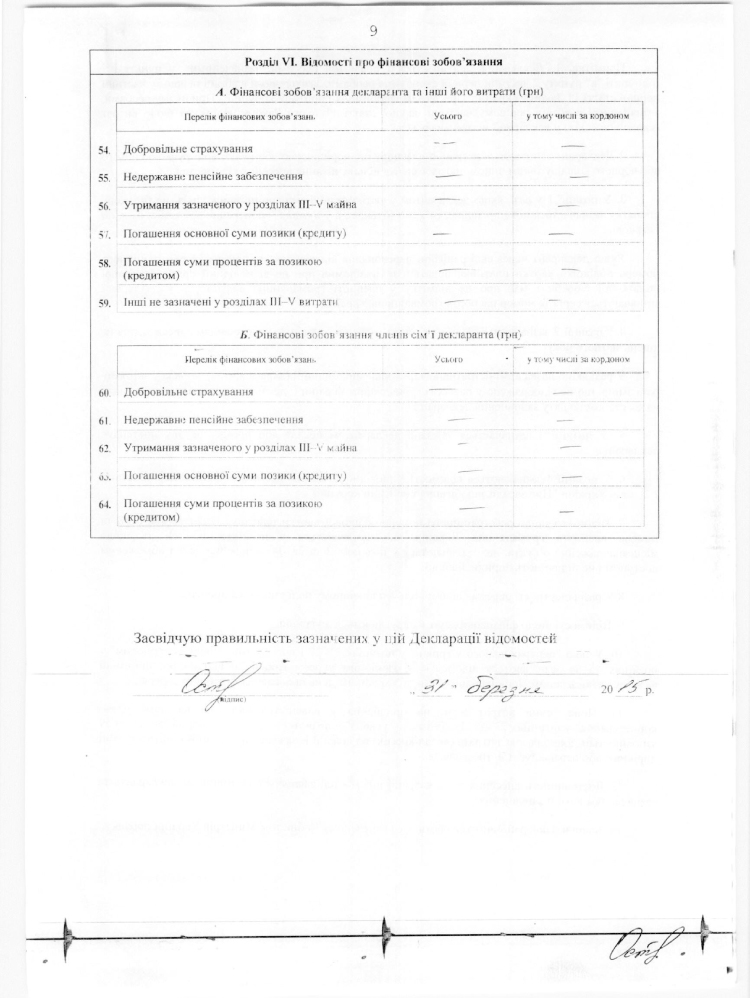 9
Розділ VI. Відомості про фінансові зобов'язання
А. Фінансові зобов'язання декларанта та інші його витрати (грн)
Перелік фінансових зобов'язань Усього у тому числі за кордоном
54. Добровільне страхування — —
55. Недержавне пенсійне забезпечення — —
56. Утримання зазначеного у розділах III–V майна — —
57. Погашення основної суми позики (кредиту) — —
58. Погашення суми процентів за позикою
(кредитом) — —
59. Інші не зазначені у розділах III–V витрати — —
Б. Фінансові зобов'язання членів сім'ї декларанта (грн)
Перелік фінансових зобов'язань Усього у тому числі за кордоном
60. Добровільне страхування — —
61. Недержавне пенсійне забезпечення — —
62. Утримання зазначеного у розділах III–V майна — —
63. Погашення основної суми позики (кредиту) — —
64. Погашення суми процентів за позикою
(кредитом) — —
Засвідчую правильність зазначених у цій Декларації відомостей
„ 31 " березня 2015 р.
(підпис)